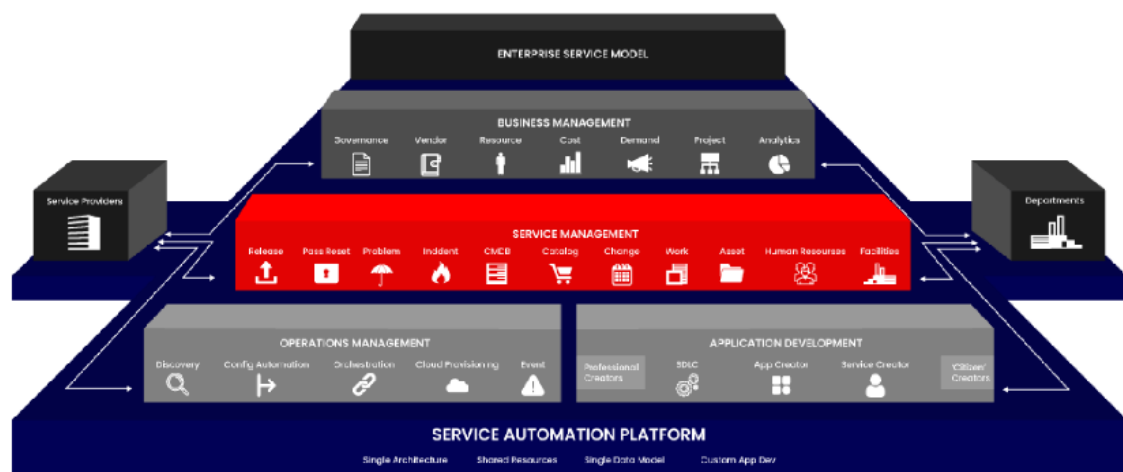 ENTERPRISE SERVICE MODEL
BUSINESS MANAGEMENT
Governance Vendor Resource Cost Demand Project Analytics
Service Providers
Departments
SERVICE MANAGEMENT
Release Pass Reset Problem Incident CMDB Catalog Change Work Asset Human Resourses Facilities
OPERATIONS MANAGEMENT
Discovery Config Automation Orchestration Cloud Provisioning Event
APPLICATION DEVELOPMENT
Professional Creators
SDLC App Creator Service Creator
'Citizen' Creators
SERVICE AUTOMATION PLATFORM
Single Architecture Shared Resources Single Data Model Custom App Dev